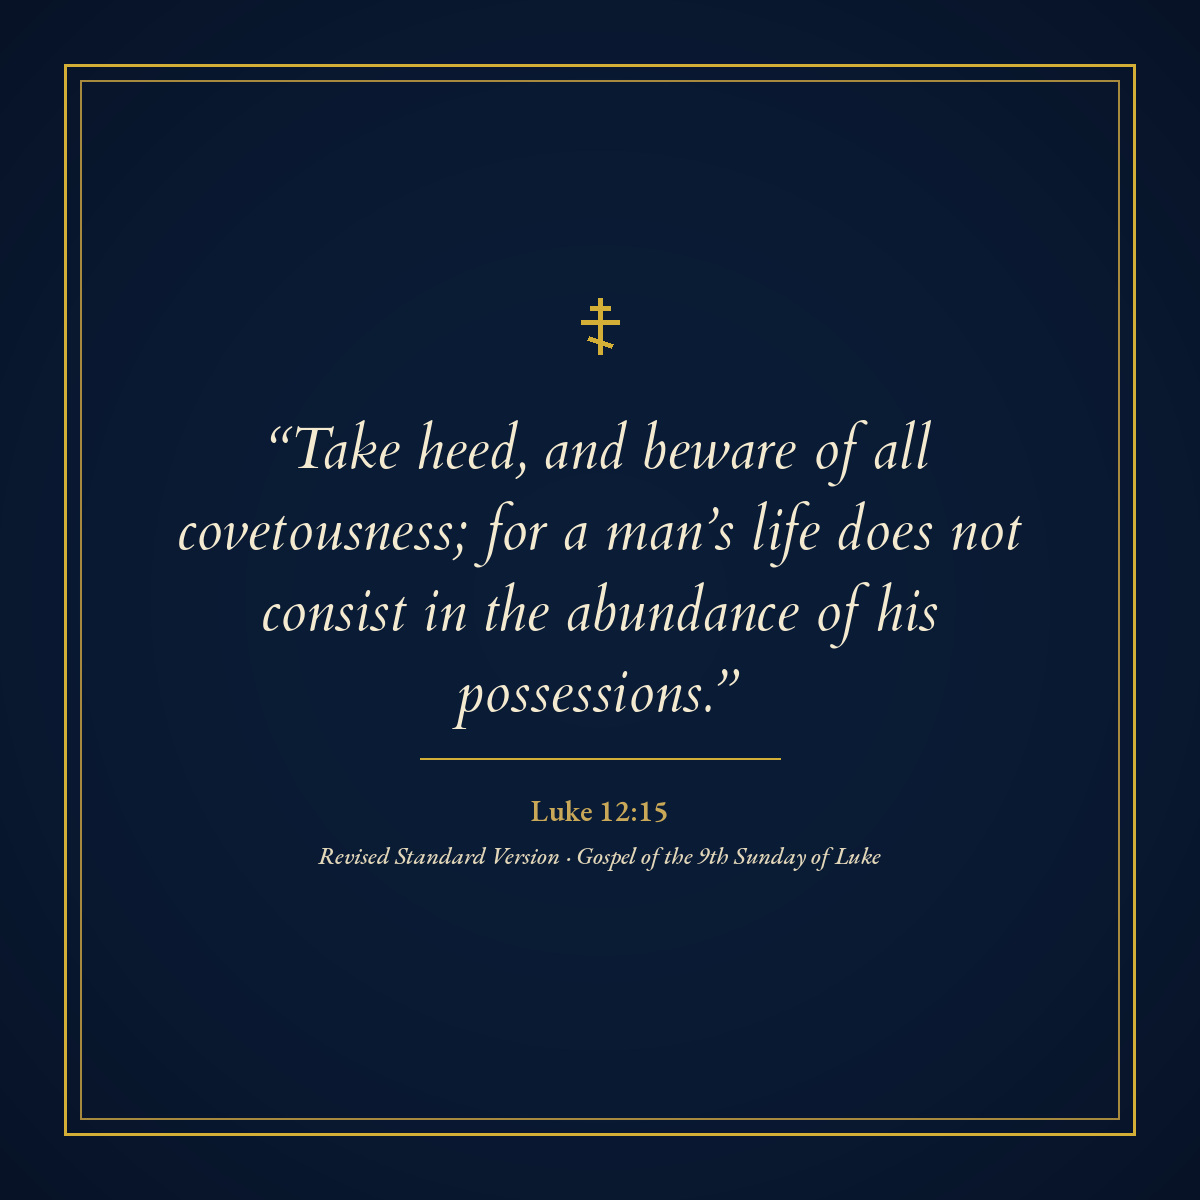 “Take heed, and beware of all
covetousness; for a man’s life does not
consist in the abundance of his
possessions.”
Luke 12:15
Revised Standard Version · Gospel of the 9th Sunday of Luke